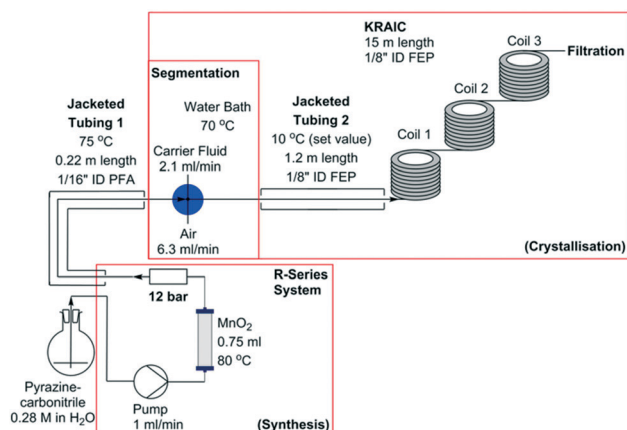 KRAIC
15 m length
1/8" ID FEP
Coil 3
Filtration
Coil 2
Coil 1
Segmentation
Water Bath
70 °C
Carrier Fluid
2.1 ml/min
Air
6.3 ml/min
Jacketed
Tubing 1
75 °C
0.22 m length
1/16" ID PFA
Jacketed
Tubing 2
10 °C (set value)
1.2 m length
1/8" ID FEP
(Crystallisation)
R-Series
System
12 bar
MnO₂
0.75 ml
80 °C
Pyrazine-
carbonitrile
0.28 M in H₂O
Pump
1 ml/min
(Synthesis)